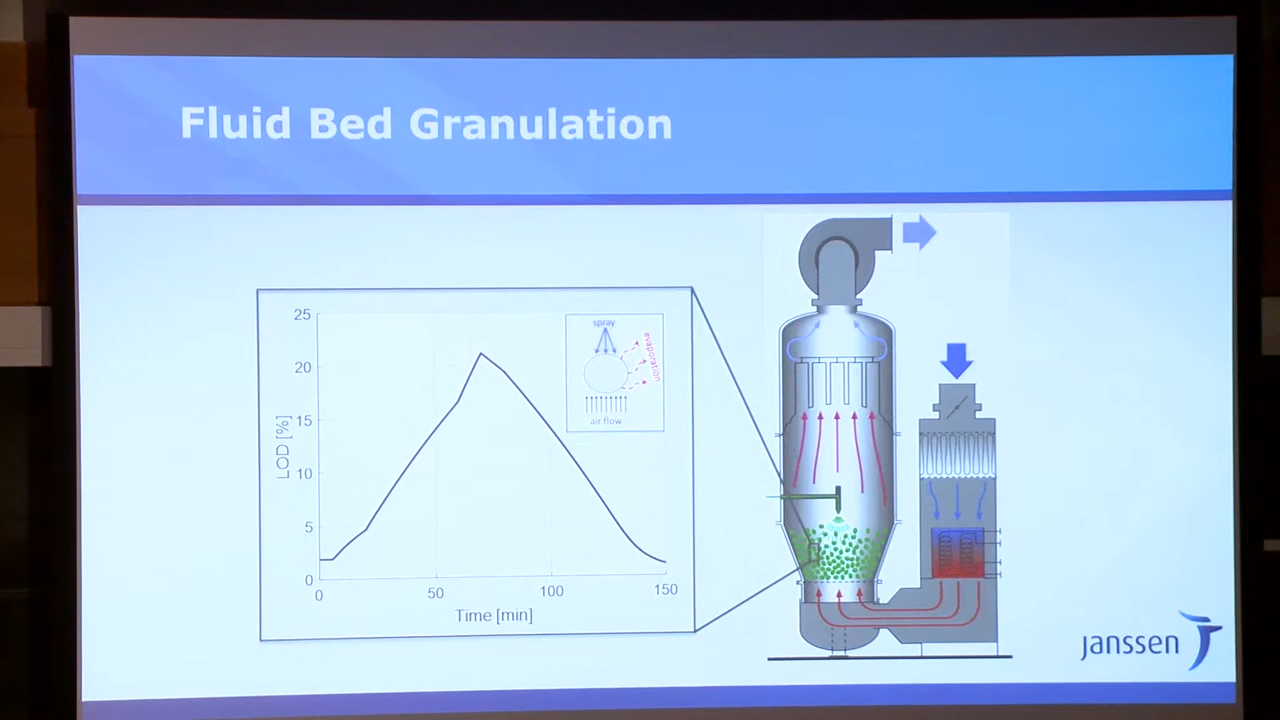 Fluid Bed Granulation
25
20
15
10
5
0
LOD [%]
0
50
100
150
Time [min]
spray
evaporation
air flow
janssen